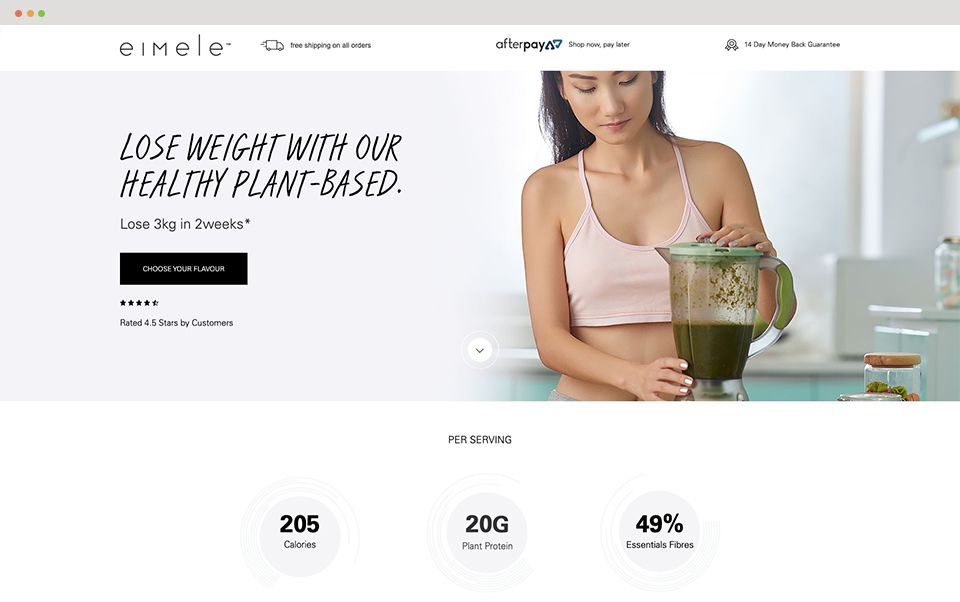 eimele™
free shipping on all orders
afterpay Shop now, pay later
14 Day Money Back Guarantee
LOSE WEIGHT WITH OUR
HEALTHY PLANT-BASED.
Lose 3kg in 2weeks*
CHOOSE YOUR FLAVOUR
Rated 4.5 Stars by Customers
PER SERVING
205
Calories
20G
Plant Protein
49%
Essentials Fibres